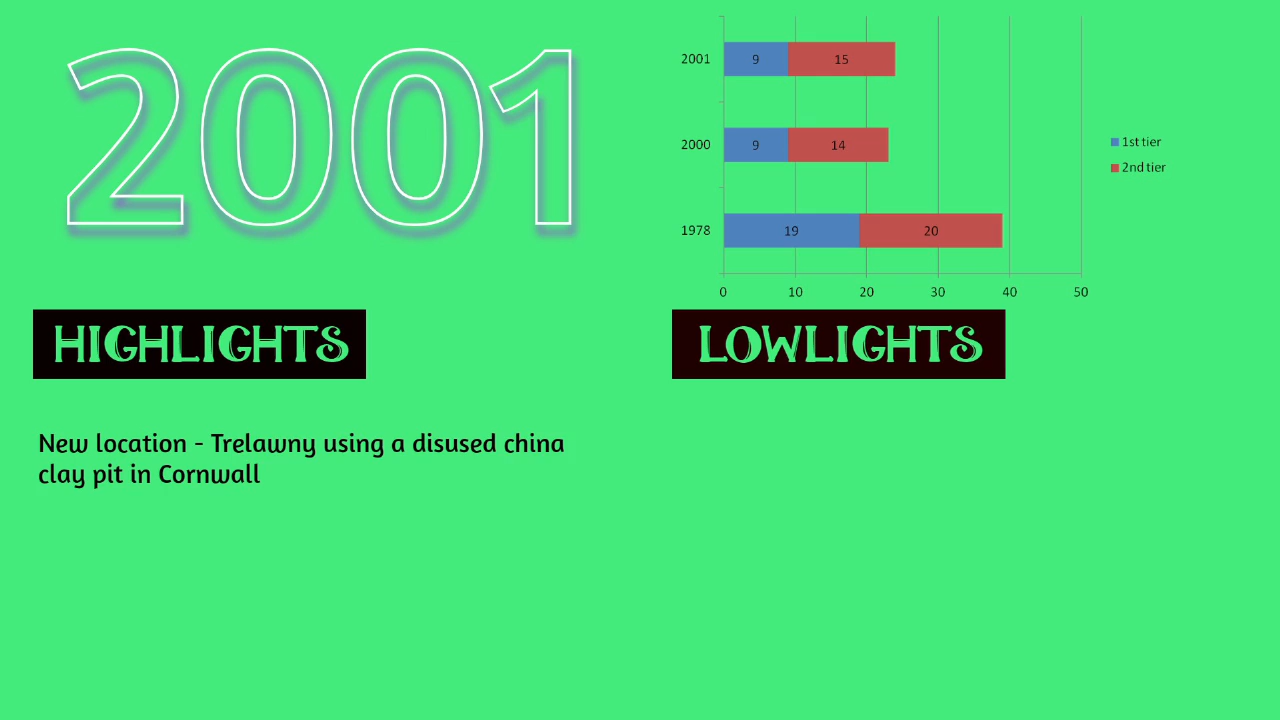 2001
2001
9
15
2000
9
14
1978
19
20
0
10
20
30
40
50
1st tier
2nd tier
HIGHLIGHTS
LOWLIGHTS
New location - Trelawny using a disused china
clay pit in Cornwall